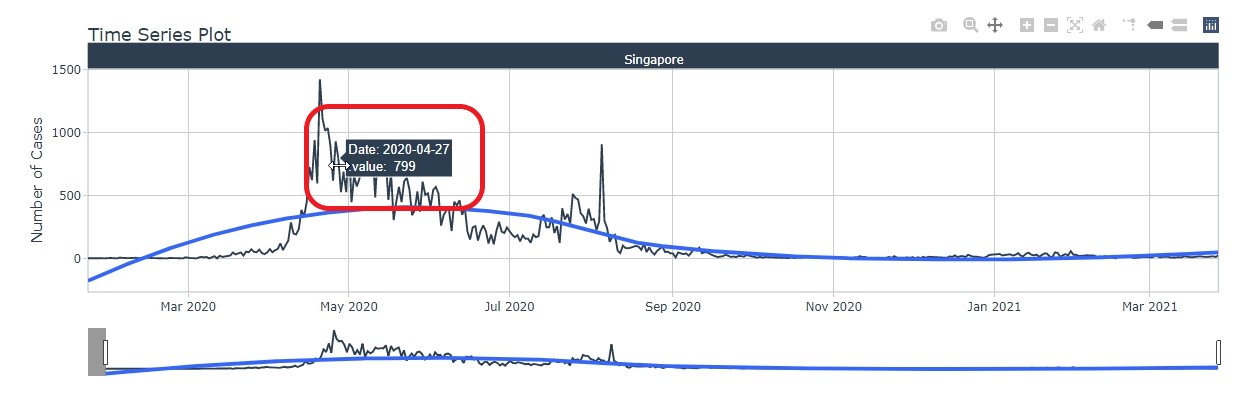 Time Series Plot
Singapore
Number of Cases
1500
1000
500
0
Date: 2020-04-27
value: 799
Mar 2020
May 2020
Jul 2020
Sep 2020
Nov 2020
Jan 2021
Mar 2021